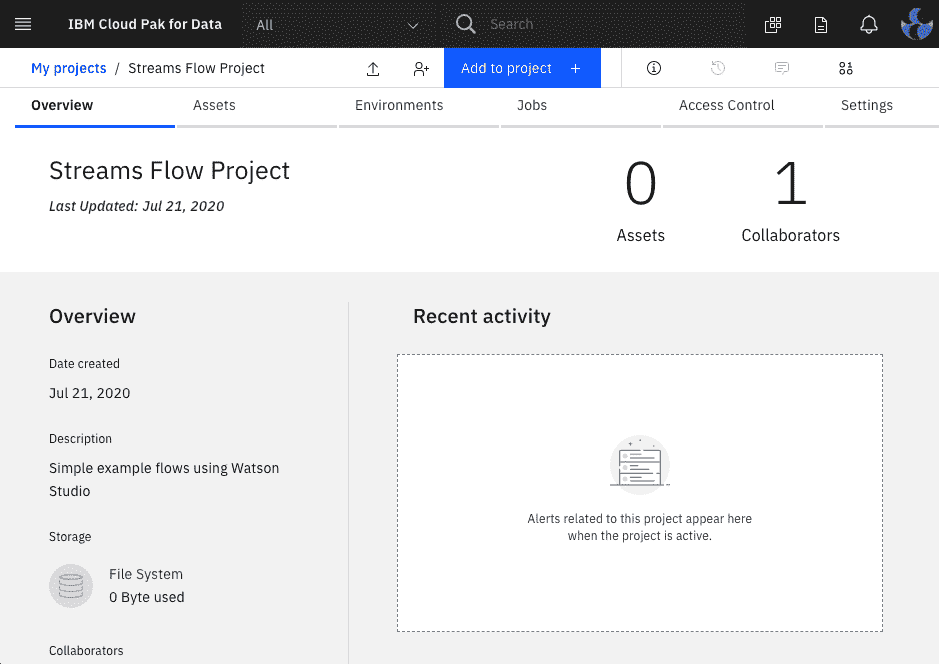 IBM Cloud Pak for Data
All
Search
My projects / Streams Flow Project
Add to project +
Overview
Assets
Environments
Jobs
Access Control
Settings
Streams Flow Project
Last Updated: Jul 21, 2020
0
Assets
1
Collaborators
Overview
Date created
Jul 21, 2020
Description
Simple example flows using Watson
Studio
Storage
File System
0 Byte used
Collaborators
Recent activity
Alerts related to this project appear here
when the project is active.